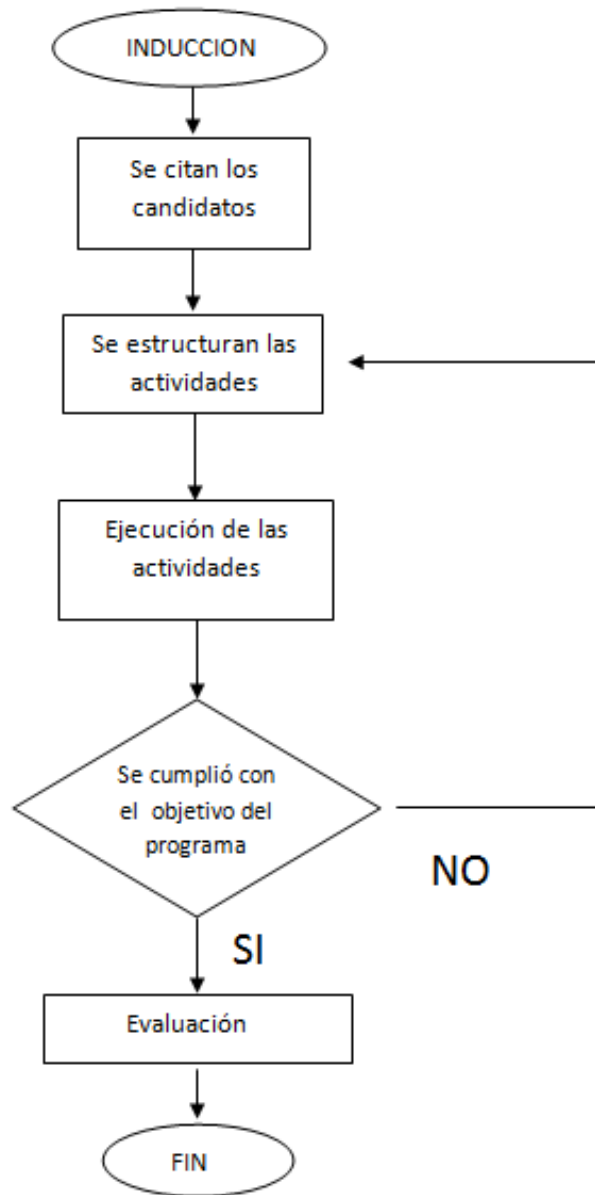 INDUCCION
Se citan los
candidatos
Se estructuran las
actividades
Ejecución de las
actividades
Se cumplió con
el objetivo del
programa
NO
SI
Evaluación
FIN